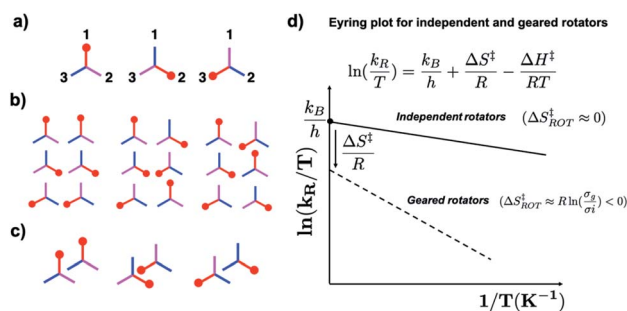 a)
1
1
1
3
2
3
2
3
2
b)
c)
d)
Eyring plot for independent and geared rotators
ln(k_R/T) = k_B/h + ΔS‡/R − ΔH‡/RT
k_B/h
Independent rotators (ΔS‡_ROT ≈ 0)
ΔS‡/R
Geared rotators (ΔS‡_ROT ≈ R ln(σ_g/σi) < 0)
ln(k_R/T)
1/T(K⁻¹)